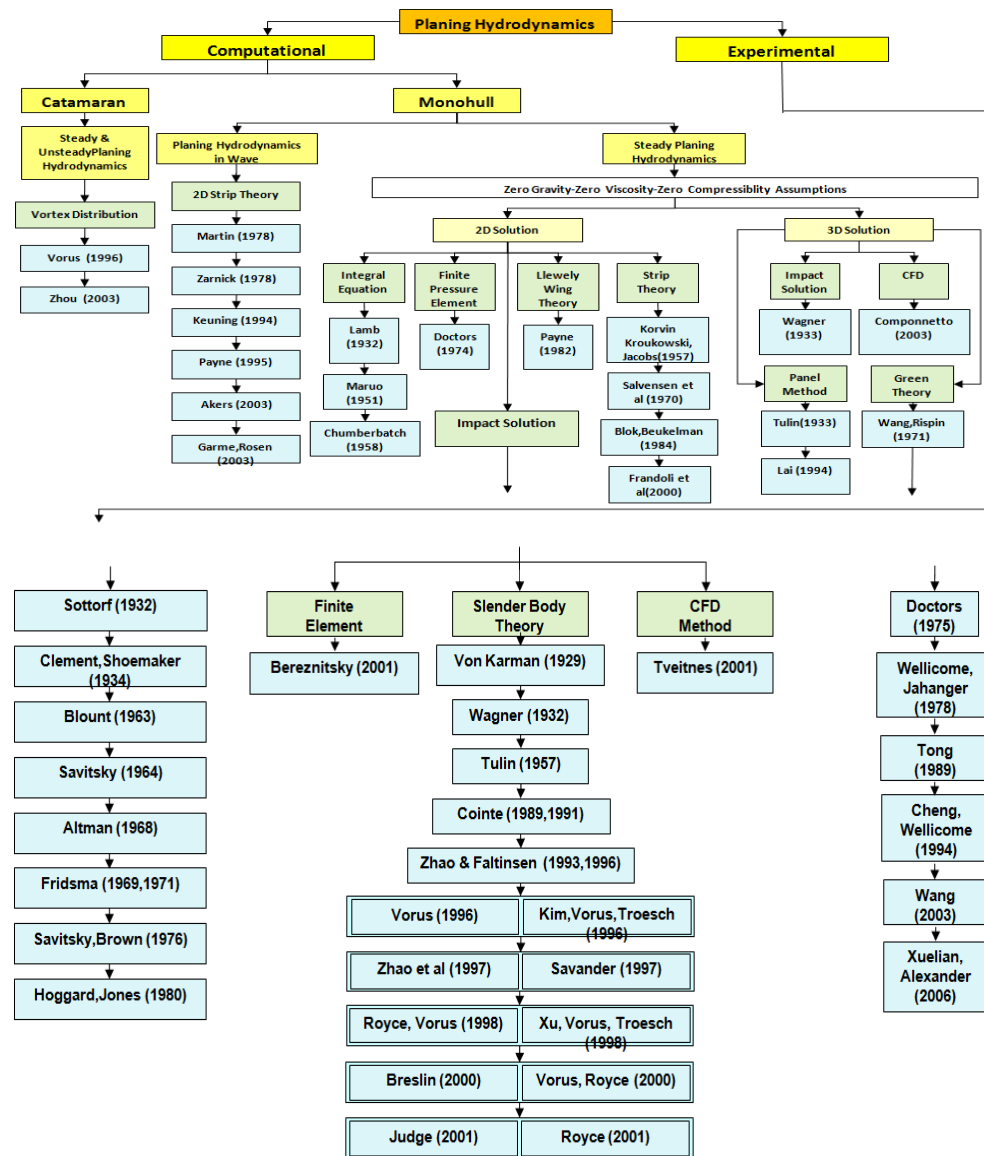 Planing Hydrodynamics
Computational
Experimental
Catamaran
Monohull
Steady &
UnsteadyPlaning
Hydrodynamics
Planing Hydrodynamics
in Wave
Steady Planing
Hydrodynamics
Zero Gravity-Zero Viscosity-Zero Compressiblity Assumptions
Vortex Distribution
Vorus (1996)
Zhou (2003)
2D Strip Theory
Martin (1978)
Zarnick (1978)
Keuning (1994)
Payne (1995)
Akers (2003)
Garme,Rosen
(2003)
2D Solution
3D Solution
Integral
Equation
Lamb
(1932)
Maruo
(1951)
Chumberbatch
(1958)
Finite
Pressure
Element
Doctors
(1974)
Llewely
Wing
Theory
Payne
(1982)
Strip
Theory
Korvin
Kroukowski,
Jacobs(1957)
Salvensen et
al (1970)
Blok,Beukelman
(1984)
Frandoli et
al(2000)
Impact Solution
Impact
Solution
Wagner
(1933)
CFD
Componnetto
(2003)
Panel
Method
Tulin(1933)
Lai (1994)
Green
Theory
Wang,Rispin
(1971)
Sottorf (1932)
Clement,Shoemaker
(1934)
Blount (1963)
Savitsky (1964)
Altman (1968)
Fridsma (1969,1971)
Savitsky,Brown (1976)
Hoggard,Jones (1980)
Finite
Element
Bereznitsky (2001)
Slender Body
Theory
Von Karman (1929)
Wagner (1932)
Tulin (1957)
Cointe (1989,1991)
Zhao & Faltinsen (1993,1996)
Vorus (1996)
Kim,Vorus,Troesch
(1996)
Zhao et al (1997)
Savander (1997)
Royce, Vorus (1998)
Xu, Vorus, Troesch
(1998)
Breslin (2000)
Vorus, Royce (2000)
Judge (2001)
Royce (2001)
CFD
Method
Tveitnes (2001)
Doctors
(1975)
Wellicome,
Jahanger
(1978)
Tong
(1989)
Cheng,
Wellicome
(1994)
Wang
(2003)
Xuelian,
Alexander
(2006)